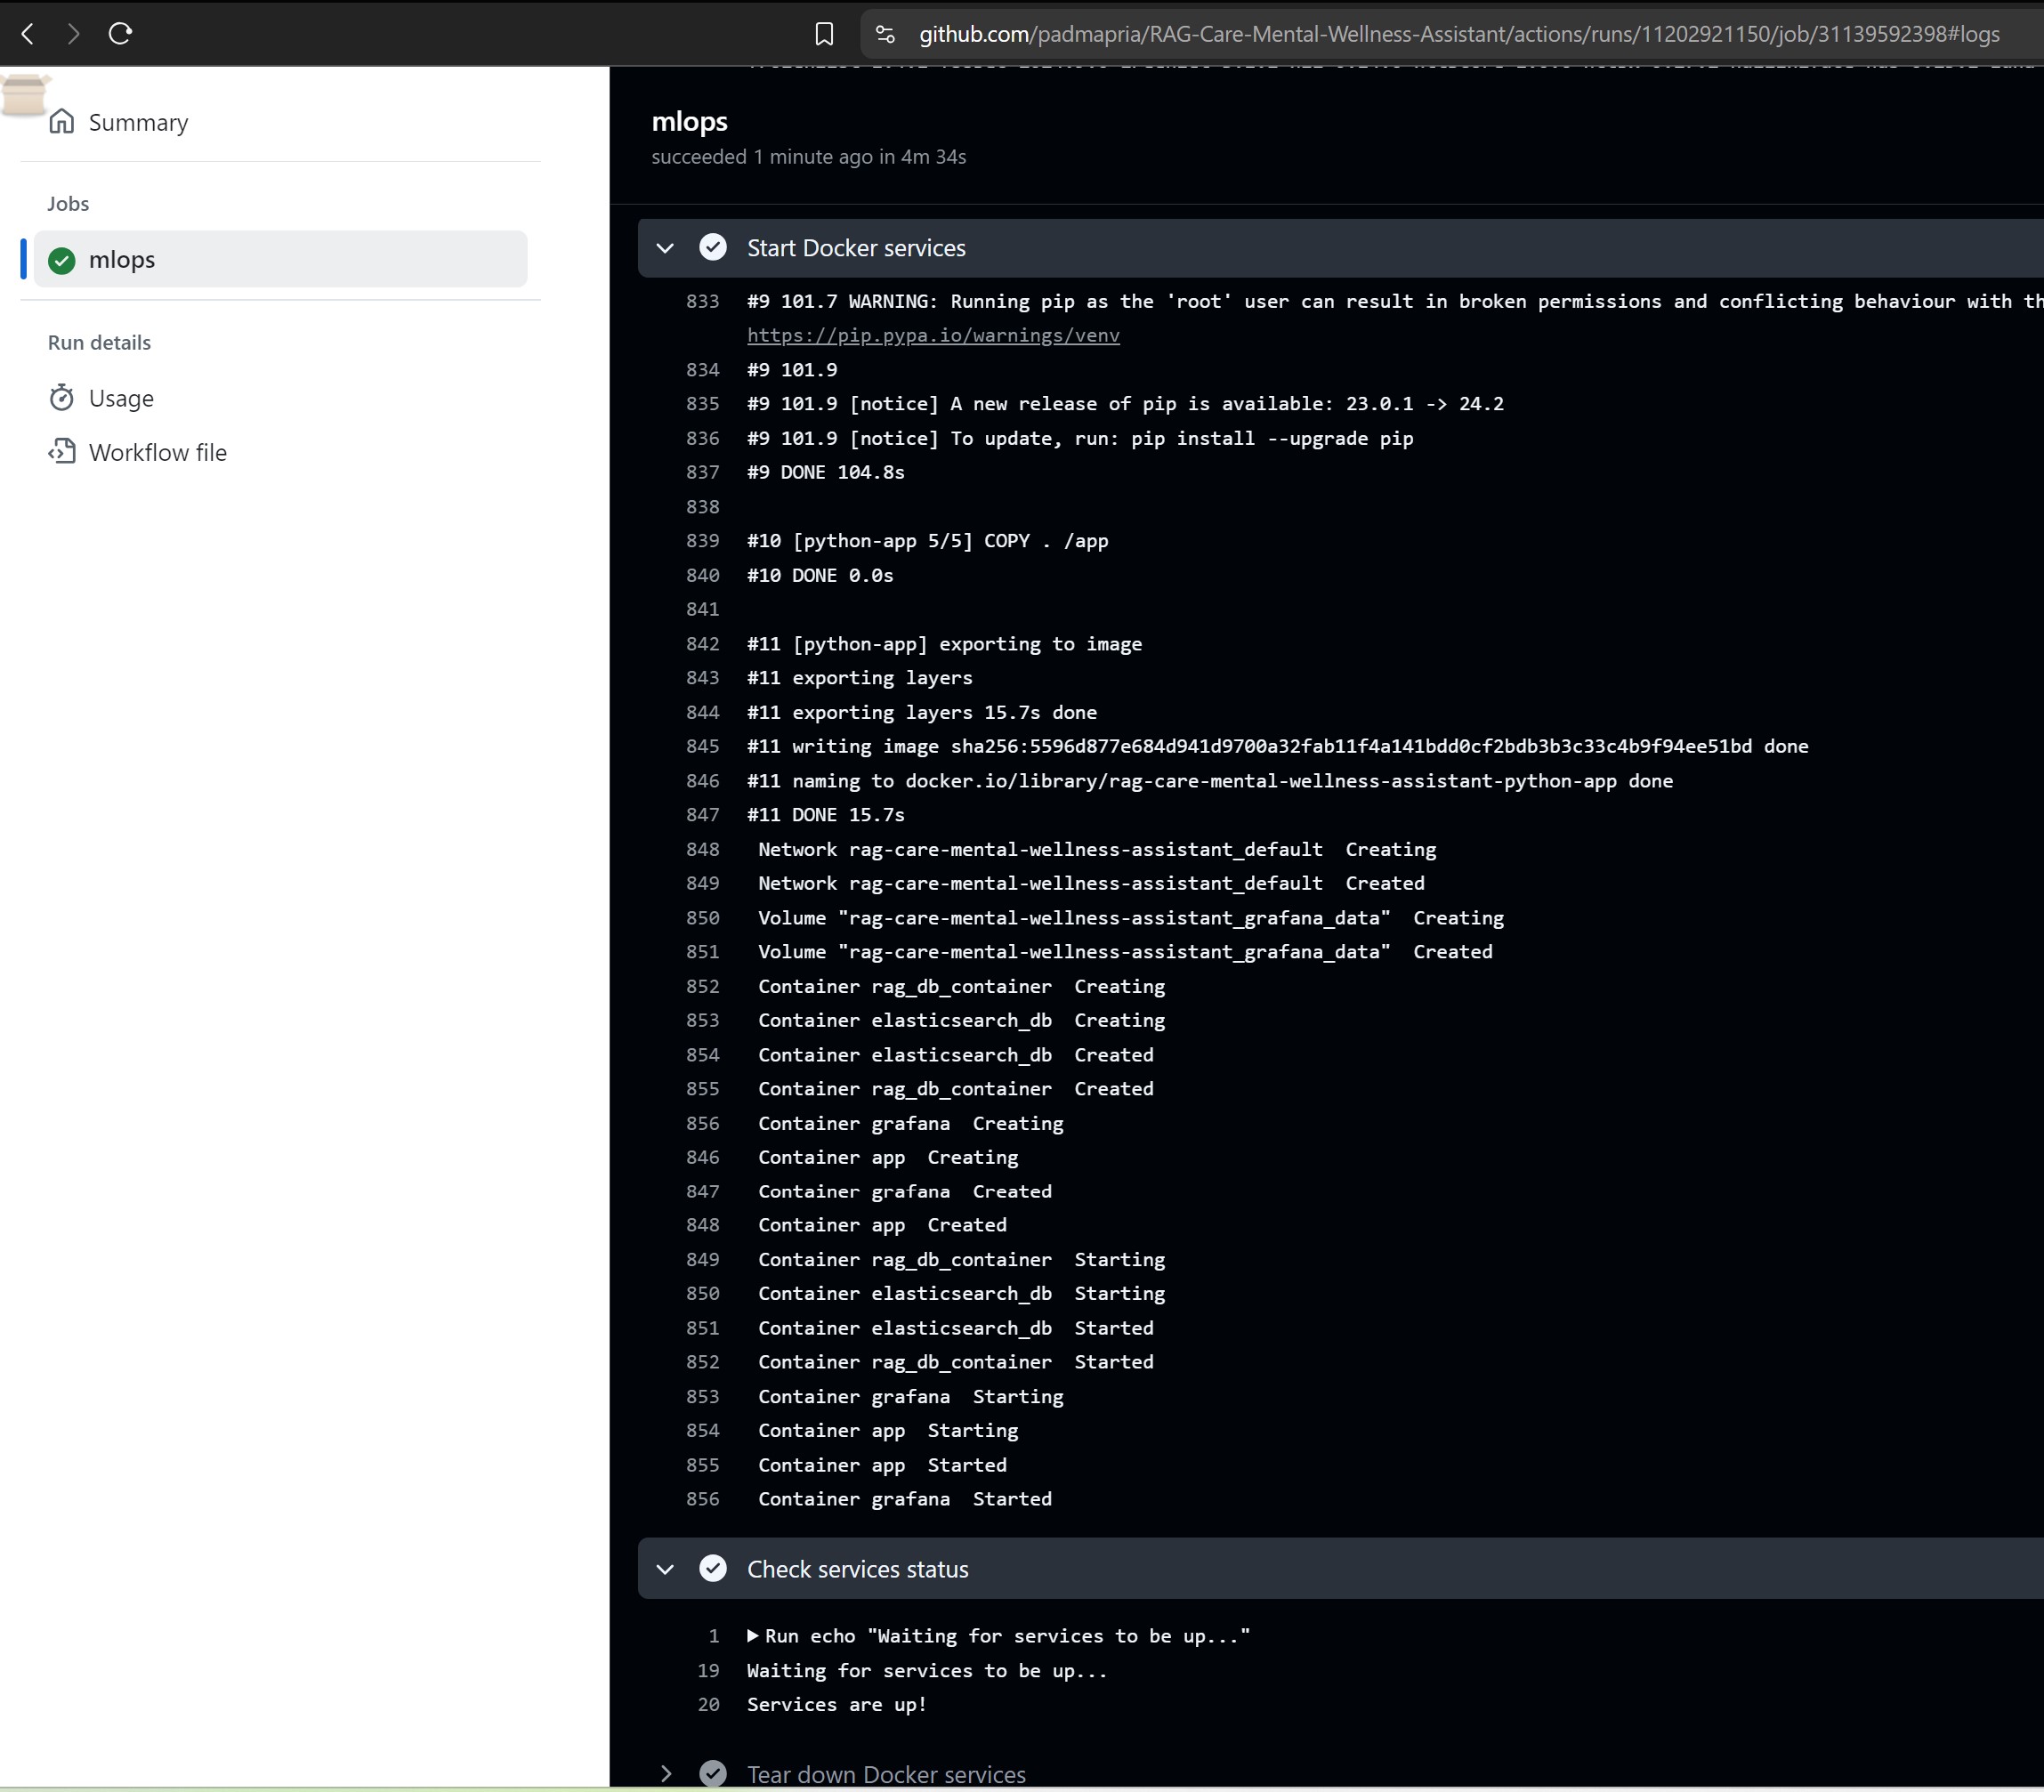 github.com/padmapria/RAG-Care-Mental-Wellness-Assistant/actions/runs/11202921150/job/31139592398#logs
Summary
Jobs
mlops
Run details
Usage
Workflow file
mlops
succeeded 1 minute ago in 4m 34s
Start Docker services
833 #9 101.7 WARNING: Running pip as the 'root' user can result in broken permissions and conflicting behaviour with
https://pip.pypa.io/warnings/venv
834 #9 101.9
835 #9 101.9 [notice] A new release of pip is available: 23.0.1 -> 24.2
836 #9 101.9 [notice] To update, run: pip install --upgrade pip
837 #9 DONE 104.8s
838
839 #10 [python-app 5/5] COPY . /app
840 #10 DONE 0.0s
841
842 #11 [python-app] exporting to image
843 #11 exporting layers
844 #11 exporting layers 15.7s done
845 #11 writing image sha256:5596d877e684d941d9700a32fab11f4a141bdd0cf2bdb3b3c33c4b9f94ee51bd done
846 #11 naming to docker.io/library/rag-care-mental-wellness-assistant-python-app done
847 #11 DONE 15.7s
848 Network rag-care-mental-wellness-assistant_default Creating
849 Network rag-care-mental-wellness-assistant_default Created
850 Volume "rag-care-mental-wellness-assistant_grafana_data" Creating
851 Volume "rag-care-mental-wellness-assistant_grafana_data" Created
852 Container rag_db_container Creating
853 Container elasticsearch_db Creating
854 Container elasticsearch_db Created
855 Container rag_db_container Created
856 Container grafana Creating
846 Container app Creating
847 Container grafana Created
848 Container app Created
849 Container rag_db_container Starting
850 Container elasticsearch_db Starting
851 Container elasticsearch_db Started
852 Container rag_db_container Started
853 Container grafana Starting
854 Container app Starting
855 Container app Started
856 Container grafana Started
Check services status
1 Run echo "Waiting for services to be up..."
19 Waiting for services to be up...
20 Services are up!
Tear down Docker services